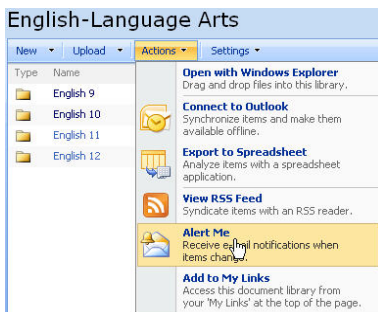 English-Language Arts
New Upload Actions Settings
Type Name
English 9
English 10
English 11
English 12
Open with Windows Explorer
Drag and drop files into this library.
Connect to Outlook
Synchronize items and make them
available offline.
Export to Spreadsheet
Analyze items with a spreadsheet
application.
View RSS Feed
Syndicate items with an RSS reader.
Alert Me
Receive e-mail notifications when
items change.
Add to My Links
Access this document library from
your 'My Links' at the top of the page.